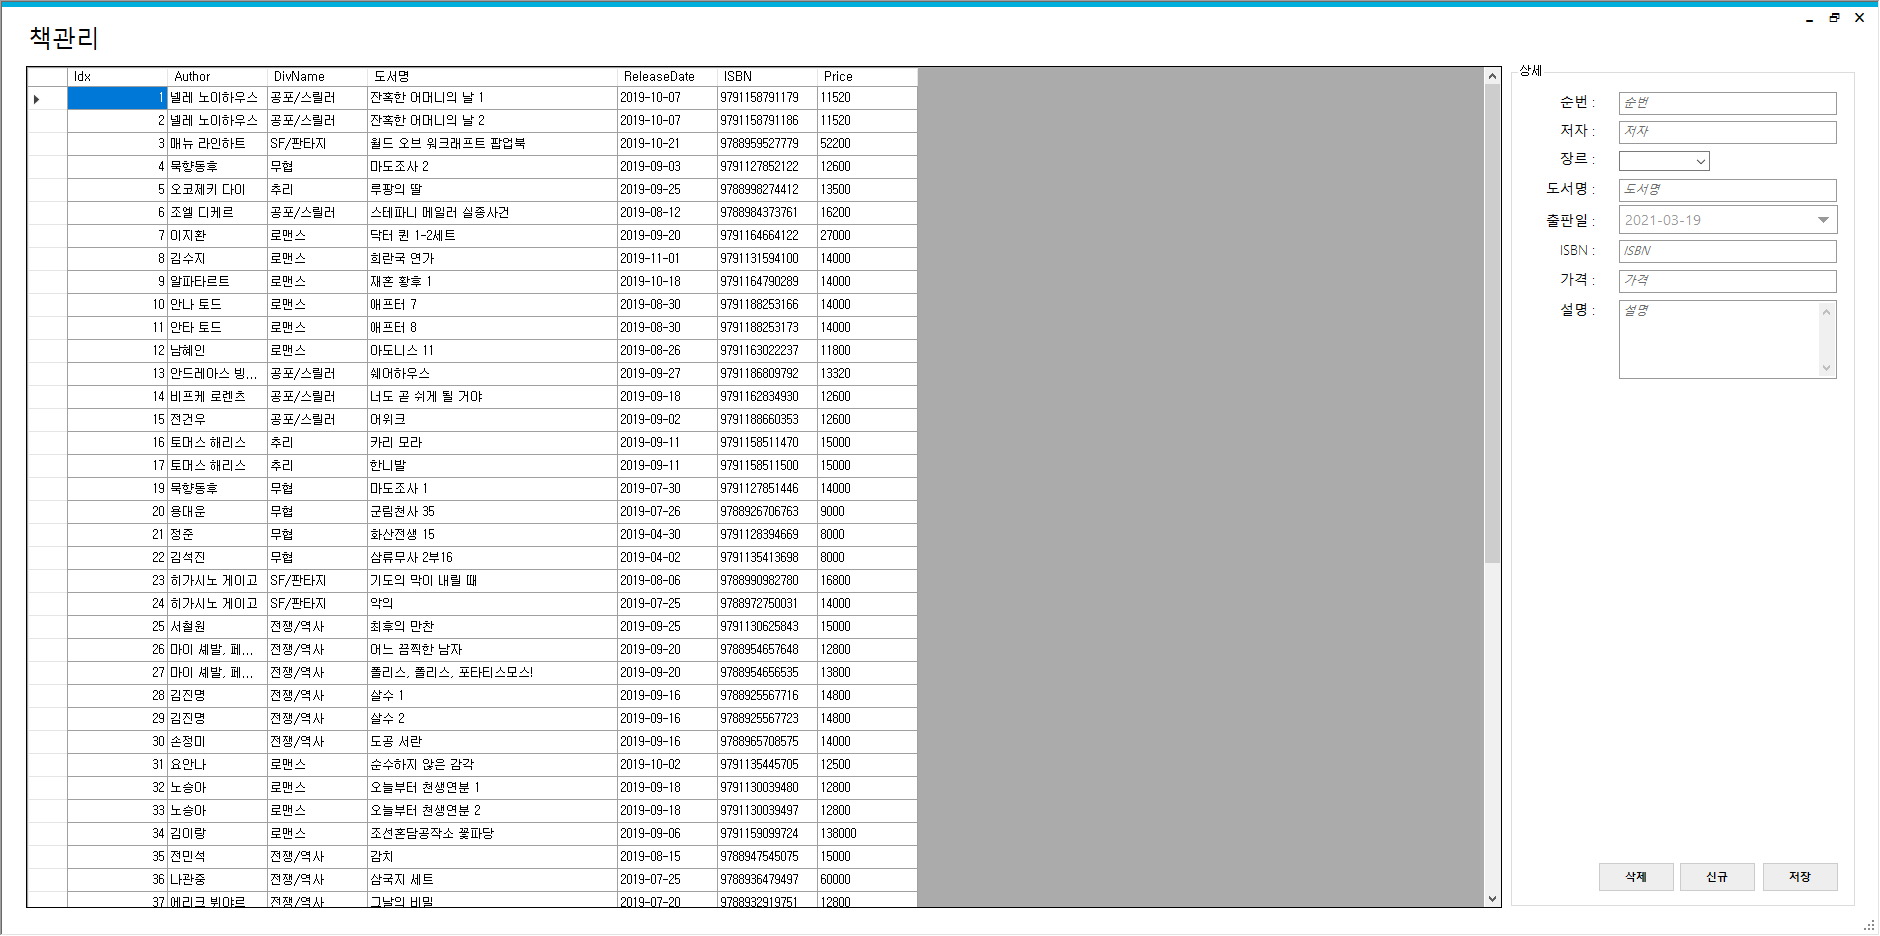 책관리
Idx Author DivName 도서명 ReleaseDate ISBN Price
1 넬레 노이하우스 공포/스릴러 잔혹한 어머니의 날 1 2019-10-07 9791158791179 11520
2 넬레 노이하우스 공포/스릴러 잔혹한 어머니의 날 2 2019-10-07 9791158791186 11520
3 매뉴 라인하트 SF/판타지 월드 오브 워크래프트 팝업북 2019-10-21 9788959527779 52200
4 묵향동후 무협 마도조사 2 2019-09-03 9791127852122 12600
5 오코제키 다이 추리 루팡의 딸 2019-09-25 9788998274412 13500
6 조엘 디케르 공포/스릴러 스테파니 메일러 실종사건 2019-08-12 9788984373761 16200
7 이지환 로맨스 닥터 퀸 1-2세트 2019-09-20 9791164664122 27000
8 김수지 로맨스 희란국 연가 2019-11-01 9791131594100 14000
9 알파타르트 로맨스 재혼 황후 1 2019-10-18 9791164790289 14000
10 안나 토드 로맨스 애프터 7 2019-08-30 9791188253166 14000
11 안타 토드 로맨스 애프터 8 2019-08-30 9791188253173 14000
12 남혜인 로맨스 아도니스 11 2019-08-26 9791163022237 11800
13 안드레아스 빙... 공포/스릴러 쉐어하우스 2019-09-27 9791186809792 13320
14 비프케 로렌츠 공포/스릴러 너도 곧 쉬게 될 거야 2019-09-18 9791162834930 12600
15 전건우 공포/스릴러 어위크 2019-09-02 9791188660353 12600
16 토머스 해리스 추리 카리 모라 2019-09-11 9791158511470 15000
17 토머스 해리스 추리 한니발 2019-09-11 9791158511500 15000
19 묵향동후 무협 마도조사 1 2019-07-30 9791127851446 14000
20 용대운 무협 군림천사 35 2019-07-26 9788926706763 9000
21 정준 무협 화산전생 15 2019-04-30 9791128394669 8000
22 김석진 무협 삼류무사 2부16 2019-04-02 9791135413698 8000
23 히가시노 게이고 SF/판타지 기도의 막이 내릴 때 2019-08-06 9788990982780 16800
24 히가시노 게이고 SF/판타지 악의 2019-07-25 9788972750031 14000
25 서철원 전쟁/역사 최후의 만찬 2019-09-25 9791130625843 15000
26 마이 셰발, 페... 전쟁/역사 어느 끔찍한 남자 2019-09-20 9788954657648 12800
27 마이 셰발, 페... 전쟁/역사 폴리스, 폴리스, 포타티스모스! 2019-09-20 9788954656535 13800
28 김진명 전쟁/역사 살수 1 2019-09-16 9788925567716 14800
29 김진명 전쟁/역사 살수 2 2019-09-16 9788925567723 14800
30 손정미 전쟁/역사 도공 서란 2019-09-16 9788965708575 14000
31 요안나 로맨스 순수하지 않은 감각 2019-10-02 9791135445705 12500
32 노승아 로맨스 오늘부터 천생연분 1 2019-09-18 9791130039480 12800
33 노승아 로맨스 오늘부터 천생연분 2 2019-09-18 9791130039497 12800
34 김이랑 로맨스 조선혼담공작소 꽃파당 2019-09-06 9791159099724 138000
35 전민석 전쟁/역사 감치 2019-08-15 9788947545075 15000
36 나관중 전쟁/역사 삼국지 세트 2019-07-25 9788936479497 60000
37 에리크 뷔야르 전쟁/역사 그날의 비밀 2019-07-20 9788932919751 12800
상세
순번 : 순번
저자 : 저자
장르 :
도서명 : 도서명
출판일 : 2021-03-19
ISBN : ISBN
가격 : 가격
설명 : 설명
삭제 신규 저장